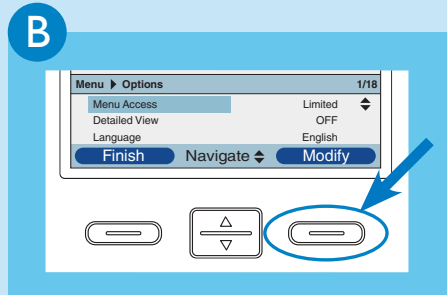 B
Menu ▶ Options 1/18
Menu Access Limited
Detailed View OFF
Language English
Finish Navigate Modify